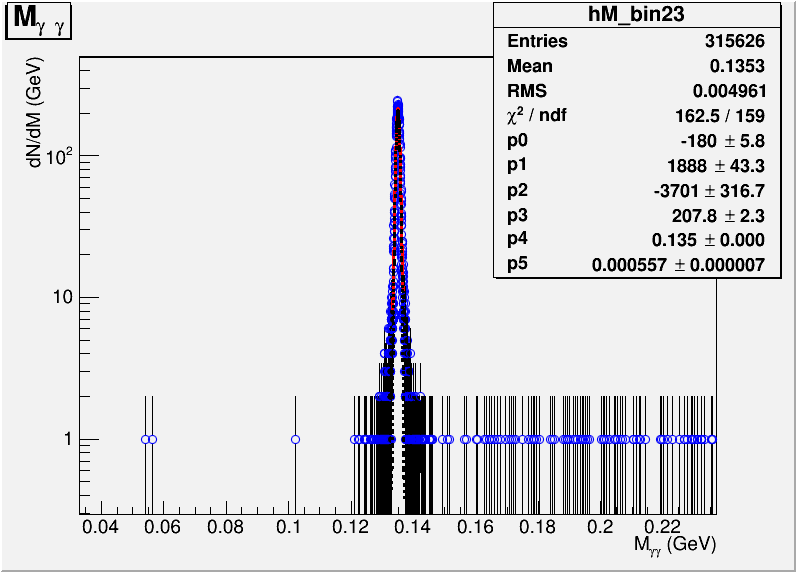 M γ γ
hM_bin23
Entries 315626
Mean 0.1353
RMS 0.004961
χ² / ndf 162.5 / 159
p0 -180 ± 5.8
p1 1888 ± 43.3
p2 -3701 ± 316.7
p3 207.8 ± 2.3
p4 0.135 ± 0.000
p5 0.000557 ± 0.000007
dN/dM (GeV)
10²
10
1
0.04 0.06 0.08 0.1 0.12 0.14 0.16 0.18 0.2 0.22
Mγγ (GeV)